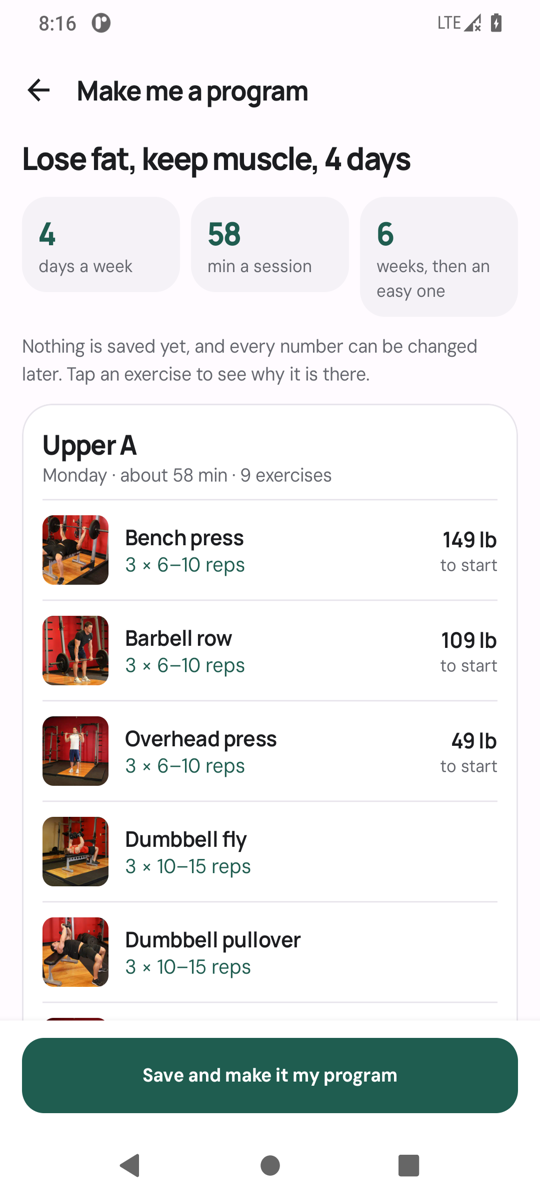 8:16
LTE
Make me a program
Lose fat, keep muscle, 4 days
4
days a week
58
min a session
6
weeks, then an
easy one
Nothing is saved yet, and every number can be changed
later. Tap an exercise to see why it is there.
Upper A
Monday · about 58 min · 9 exercises
Bench press
3 × 6–10 reps
149 lb
to start
Barbell row
3 × 6–10 reps
109 lb
to start
Overhead press
3 × 6–10 reps
49 lb
to start
Dumbbell fly
3 × 10–15 reps
Dumbbell pullover
3 × 10–15 reps
Save and make it my program